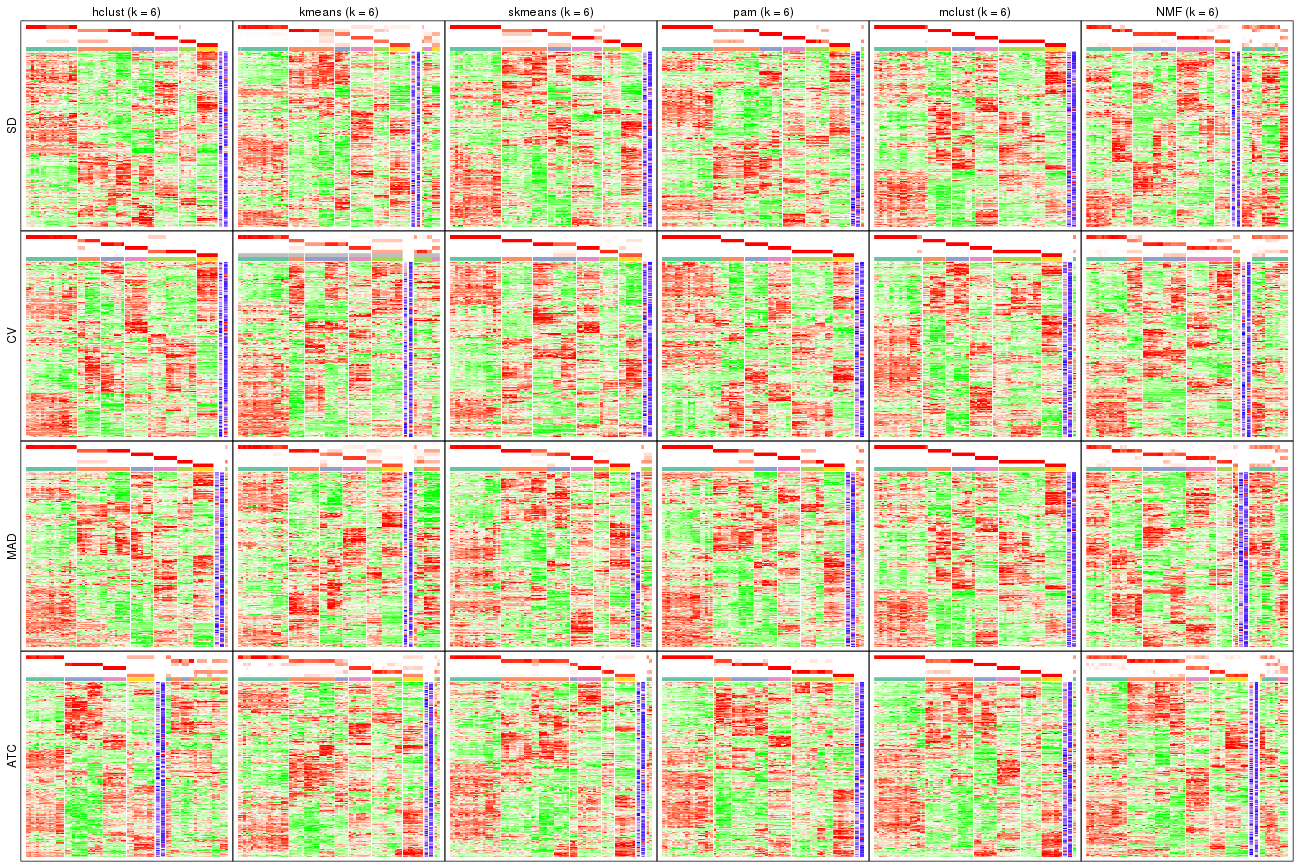 hclust (k = 6) kmeans (k = 6) skmeans (k = 6) pam (k = 6) mclust (k = 6) NMF (k = 6)
SD
CV
MAD
ATC